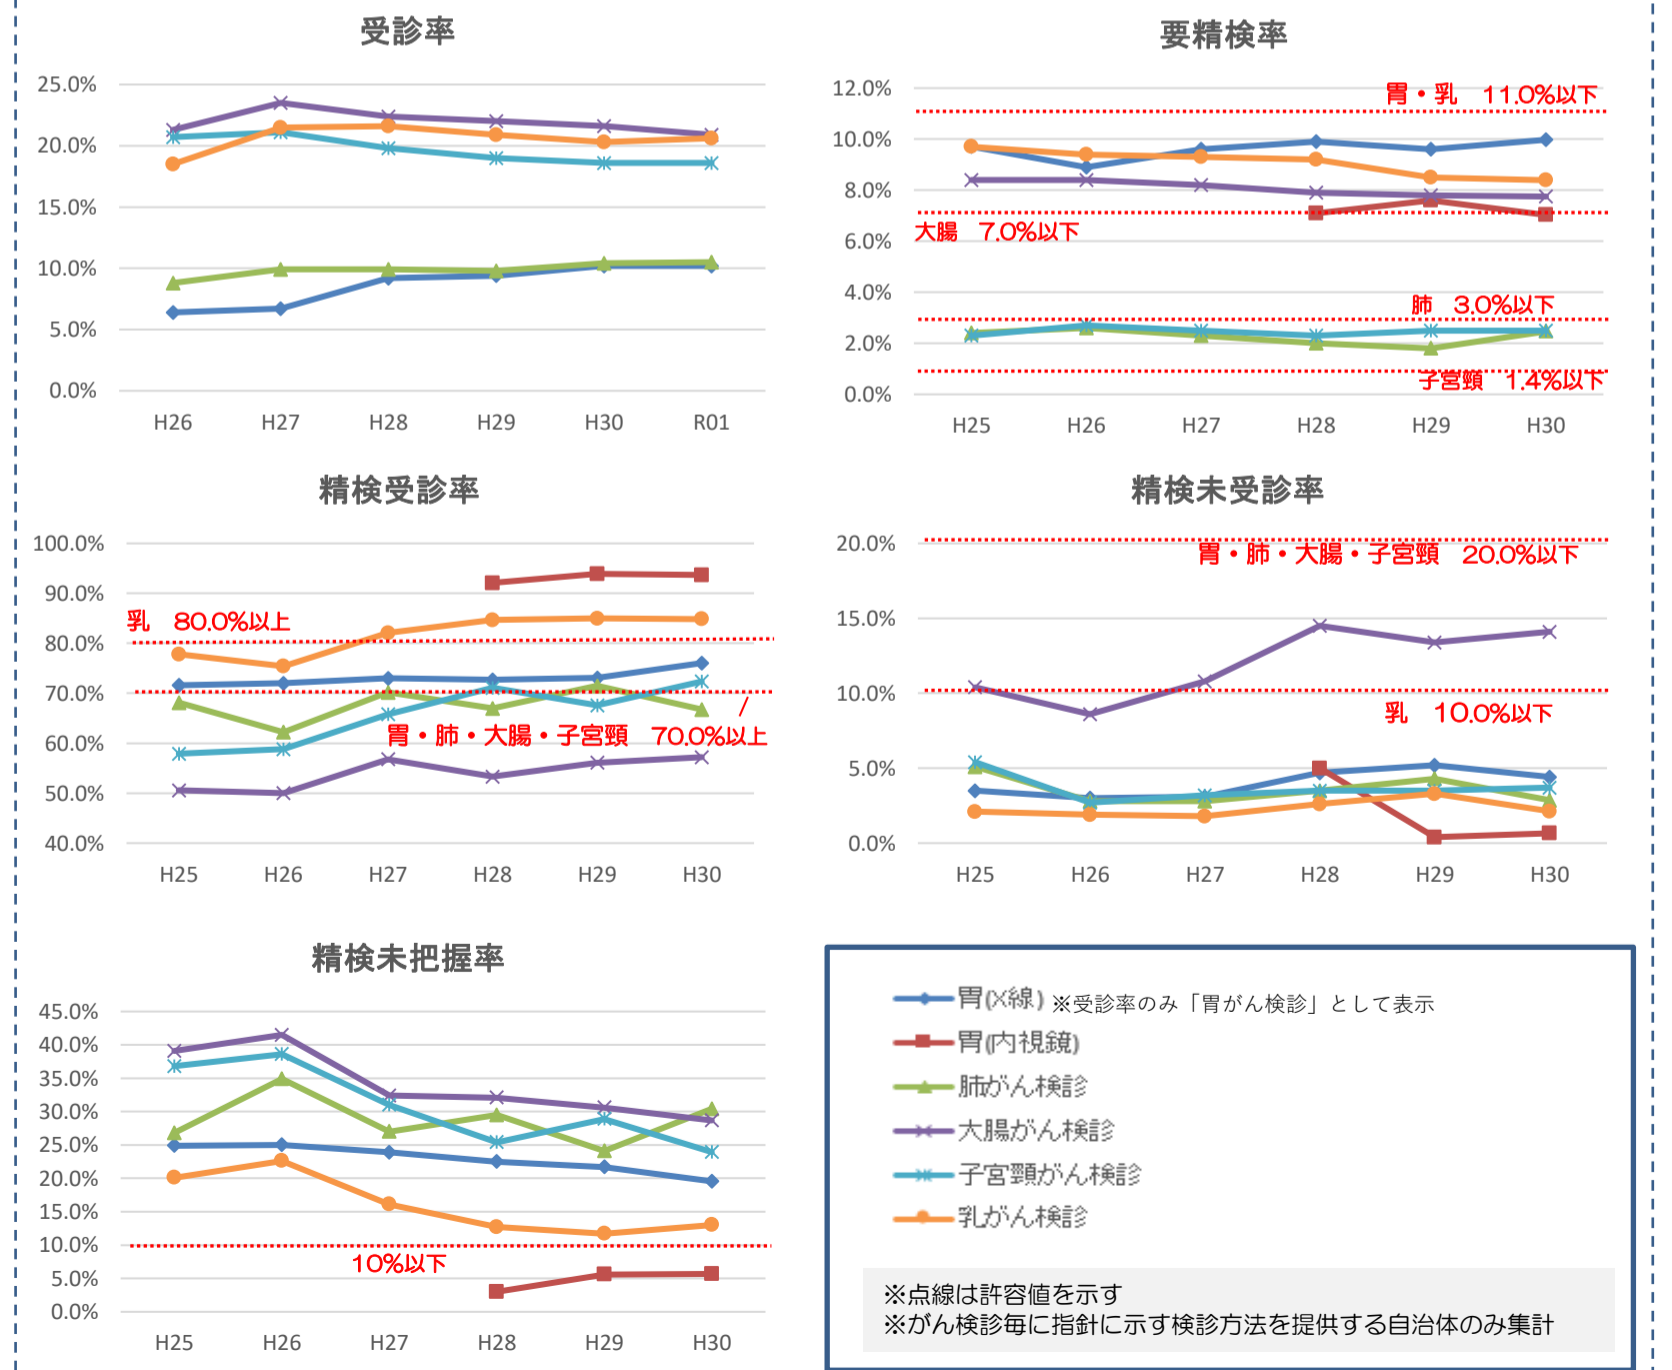 受診率
25.0%
20.0%
15.0%
10.0%
5.0%
0.0%
H26 H27 H28 H29 H30 R01
要精検率
12.0%
10.0%
8.0%
6.0%
4.0%
2.0%
0.0%
胃・乳 11.0%以下
大腸 7.0%以下
肺 3.0%以下
子宮頸 1.4%以下
H25 H26 H27 H28 H29 H30
精検受診率
100.0%
90.0%
80.0%
70.0%
60.0%
50.0%
40.0%
乳 80.0%以上
胃・肺・大腸・子宮頸 70.0%以上
H25 H26 H27 H28 H29 H30
精検未受診率
20.0%
15.0%
10.0%
5.0%
0.0%
胃・肺・大腸・子宮頸 20.0%以下
乳 10.0%以下
H25 H26 H27 H28 H29 H30
精検未把握率
45.0%
40.0%
35.0%
30.0%
25.0%
20.0%
15.0%
10.0%
5.0%
0.0%
10%以下
H25 H26 H27 H28 H29 H30
胃(X線) ※受診率のみ「胃がん検診」として表示
胃(内視鏡)
肺がん検診
大腸がん検診
子宮頸がん検診
乳がん検診
※点線は許容値を示す
※がん検診毎に指針に示す検診方法を提供する自治体のみ集計